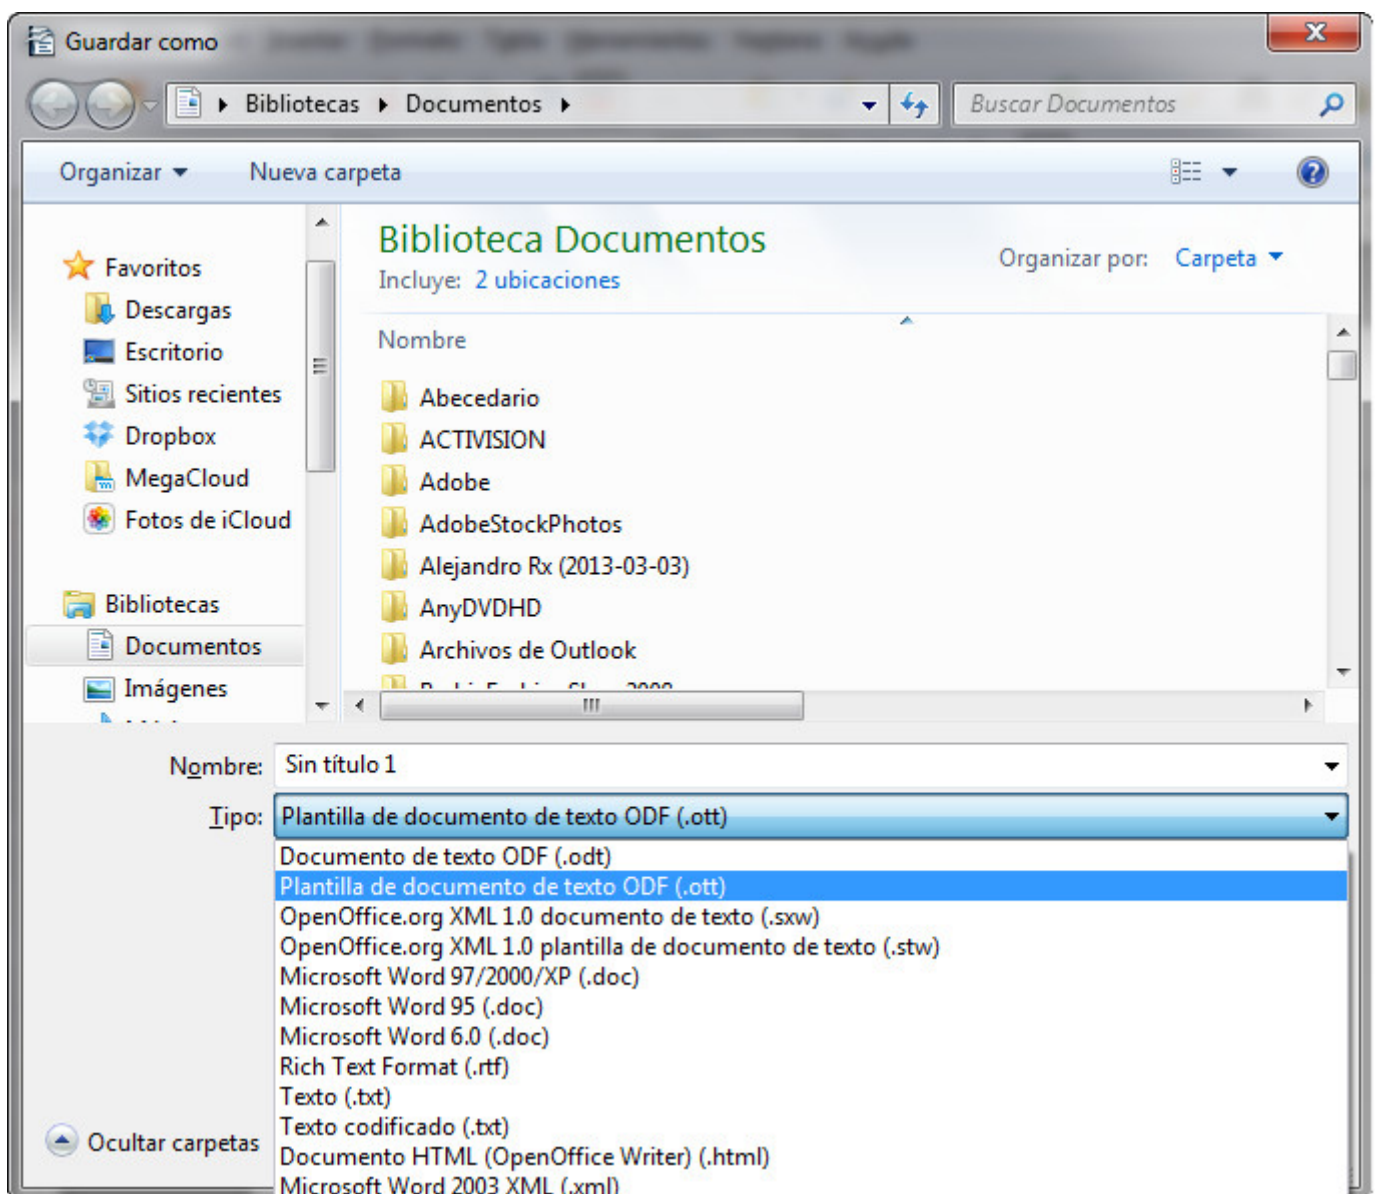 Guardar como
Bibliotecas Documentos
Buscar Documentos
Organizar
Nueva carpeta
Favoritos
Descargas
Escritorio
Sitios recientes
Dropbox
MegaCloud
Fotos de iCloud
Bibliotecas
Documentos
Imágenes
Biblioteca Documentos
Incluye: 2 ubicaciones
Organizar por: Carpeta
Nombre
Abecedario
ACTIVISION
Adobe
AdobeStockPhotos
Alejandro Rx (2013-03-03)
AnyDVDHD
Archivos de Outlook
Nombre: Sin título 1
Tipo: Plantilla de documento de texto ODF (.ott)
Documento de texto ODF (.odt)
Plantilla de documento de texto ODF (.ott)
OpenOffice.org XML 1.0 documento de texto (.sxw)
OpenOffice.org XML 1.0 plantilla de documento de texto (.stw)
Microsoft Word 97/2000/XP (.doc)
Microsoft Word 95 (.doc)
Microsoft Word 6.0 (.doc)
Rich Text Format (.rtf)
Texto (.txt)
Texto codificado (.txt)
Documento HTML (OpenOffice Writer) (.html)
Microsoft Word 2003 XML (.xml)
Ocultar carpetas